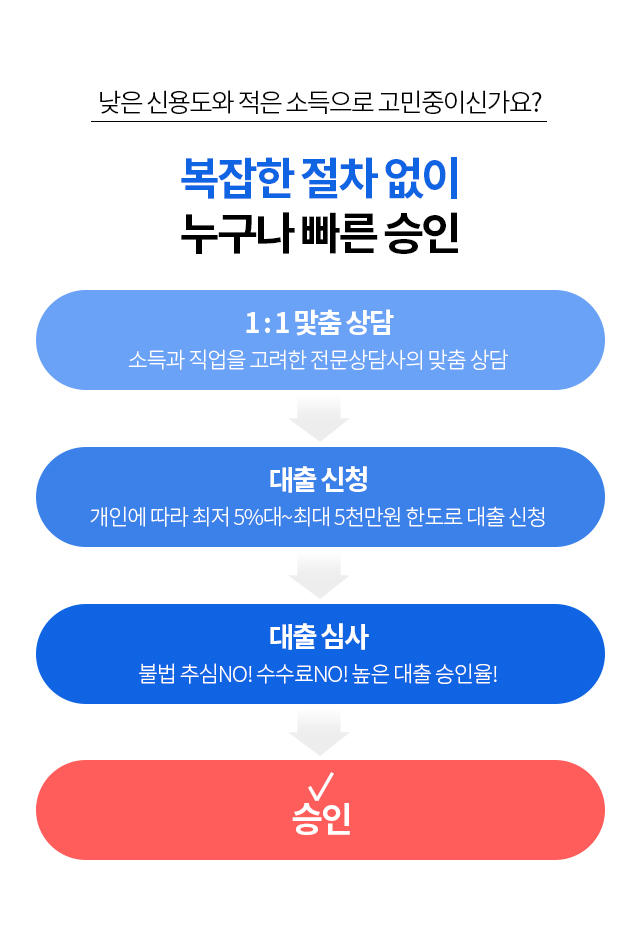 낮은 신용도와 적은 소득으로 고민중이신가요?
복잡한 절차 없이
누구나 빠른 승인
1:1 맞춤 상담
소득과 직업을 고려한 전문상담사의 맞춤 상담
대출 신청
개인에 따라 최저 5%대~최대 5천만원 한도로 대출 신청
대출 심사
불법 추심NO! 수수료NO! 높은 대출 승인율!
승인